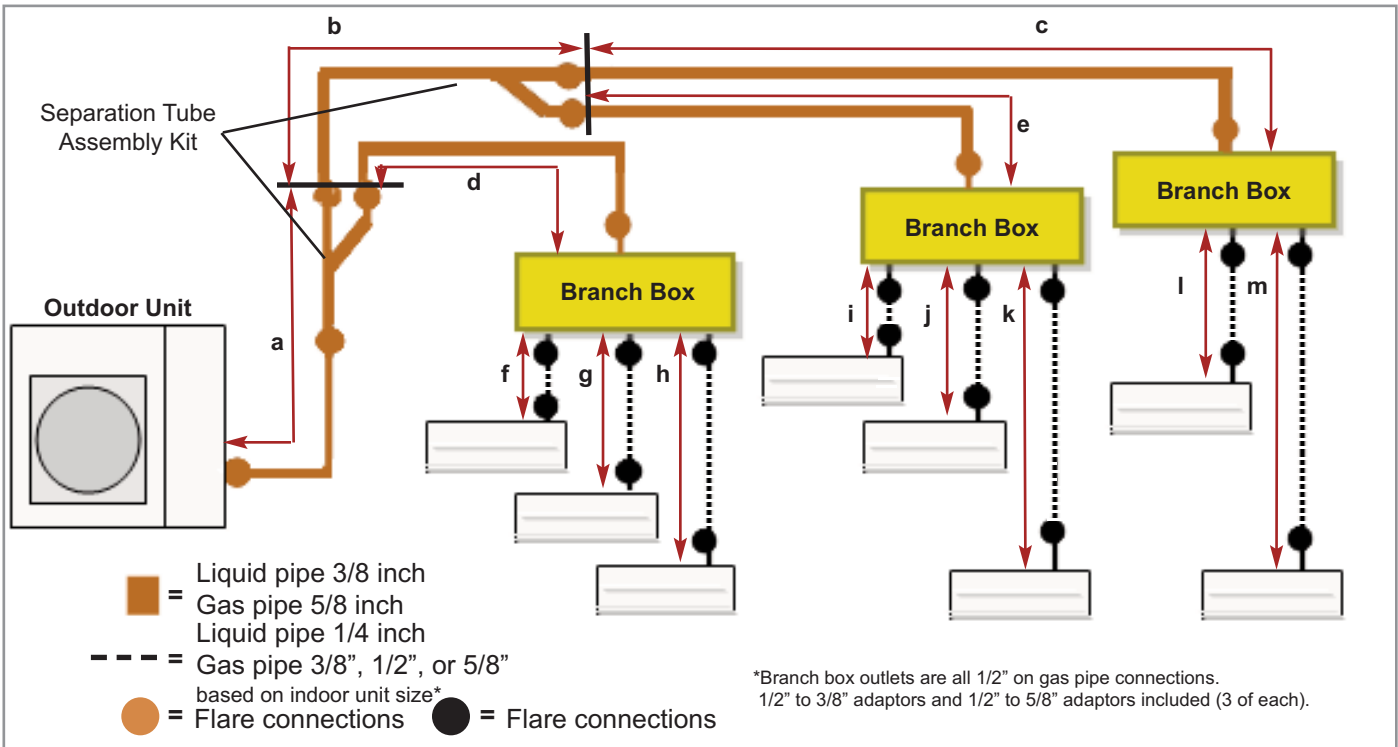 b
c
Separation Tube
Assembly Kit
e
d
Branch Box
Branch Box
Branch Box
Outdoor Unit
a
f
g
h
i
j
k
l
m
= Liquid pipe 3/8 inch
Gas pipe 5/8 inch
Liquid pipe 1/4 inch
= Gas pipe 3/8”, 1/2”, or 5/8”
based on indoor unit size*
= Flare connections
= Flare connections
*Branch box outlets are all 1/2” on gas pipe connections.
1/2” to 3/8” adaptors and 1/2” to 5/8” adaptors included (3 of each).